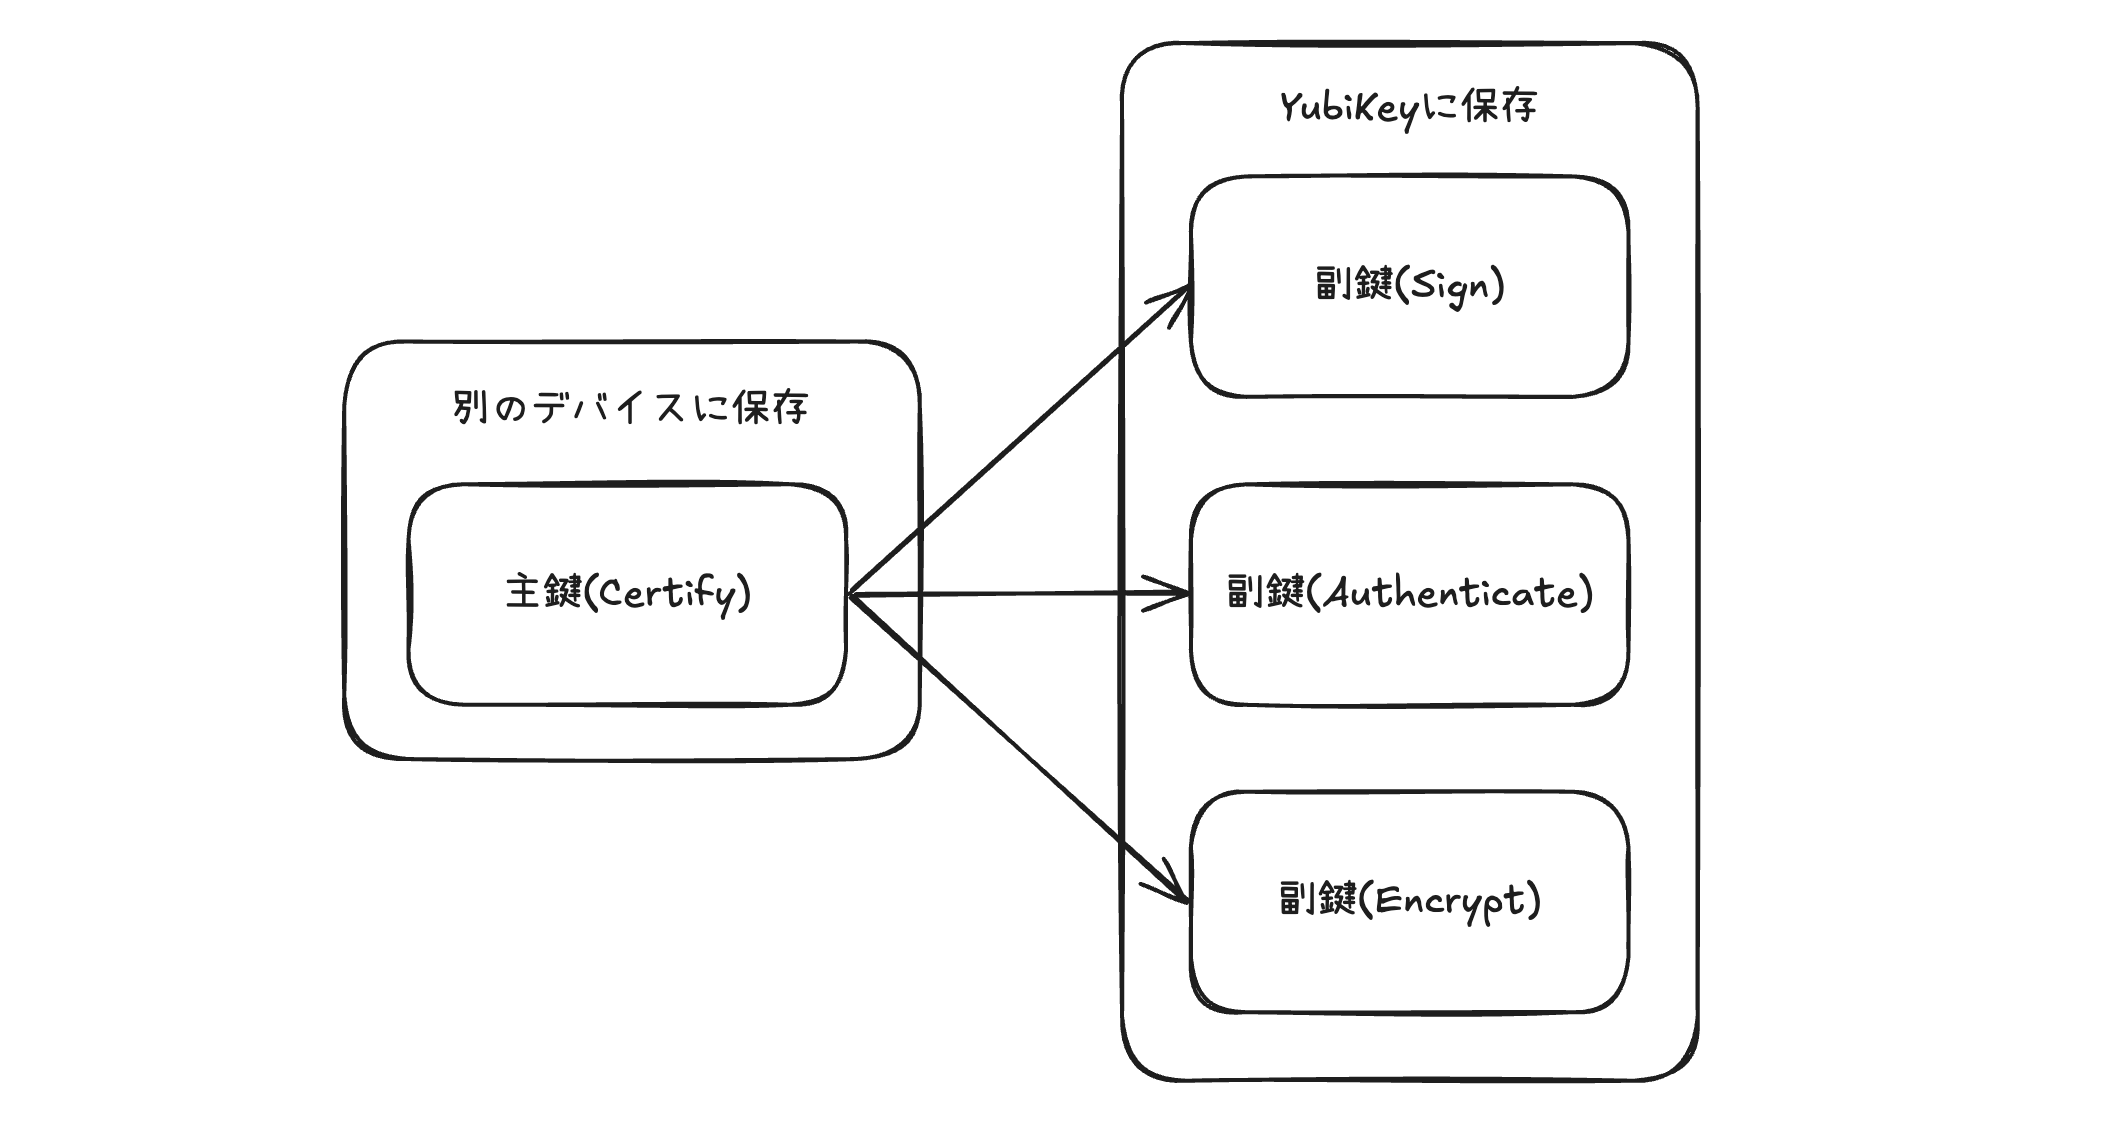 別のデバイスに保存
主鍵(Certify)
YubiKeyに保存
副鍵(Sign)
副鍵(Authenticate)
副鍵(Encrypt)